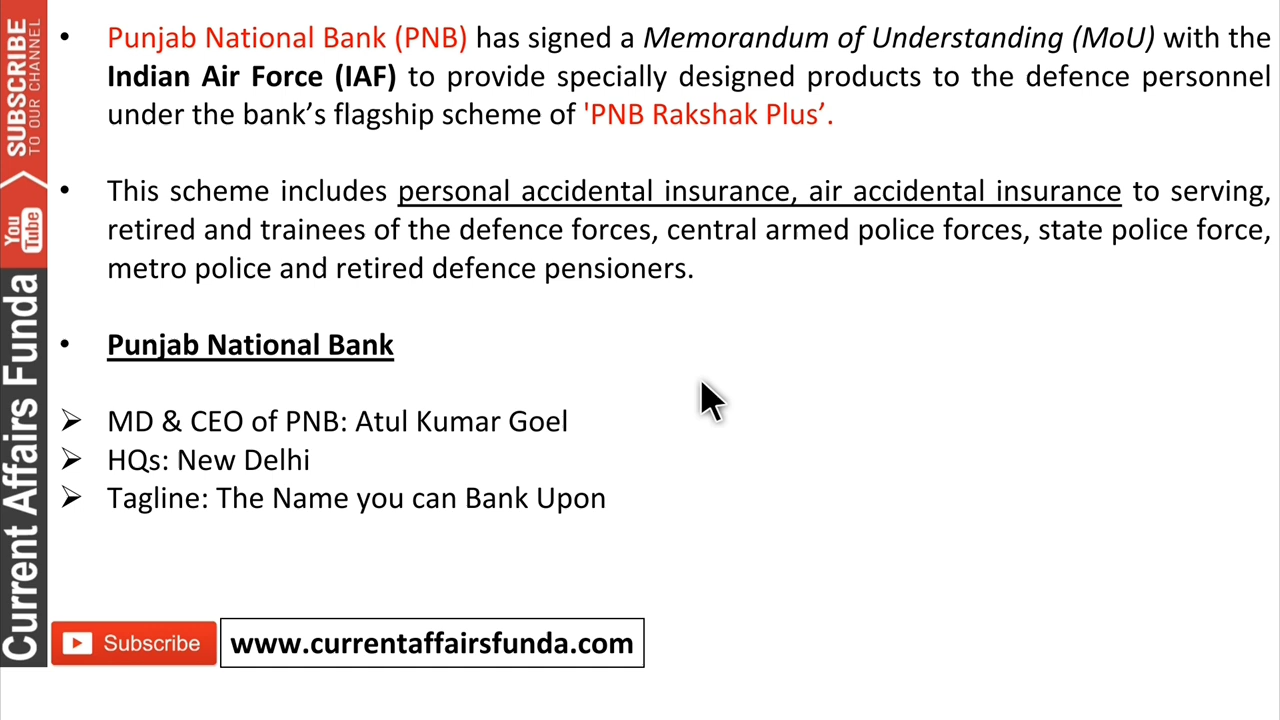 • Punjab National Bank (PNB) has signed a Memorandum of Understanding (MoU) with the
Indian Air Force (IAF) to provide specially designed products to the defence personnel
under the bank’s flagship scheme of 'PNB Rakshak Plus’.
• This scheme includes personal accidental insurance, air accidental insurance to serving,
retired and trainees of the defence forces, central armed police forces, state police force,
metro police and retired defence pensioners.
• Punjab National Bank
➢ MD & CEO of PNB: Atul Kumar Goel
➢ HQs: New Delhi
➢ Tagline: The Name you can Bank Upon
SUBSCRIBE
TO OUR CHANNEL
You
Tube
Current Affairs Funda
Subscribe
www.currentaffairsfunda.com